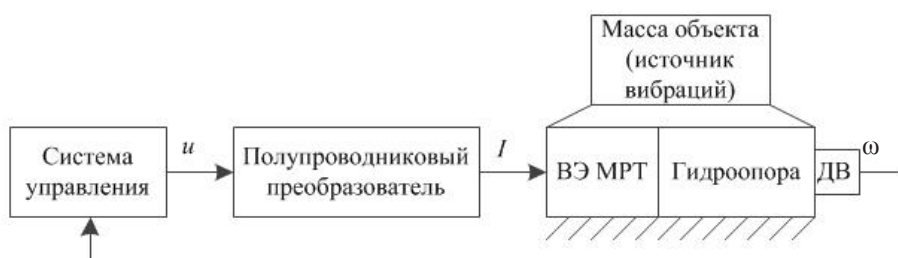 Масса объекта
(источник
вибраций)
Система
управления
u
Полупроводниковый
преобразователь
I
ВЭ МРТ
Гидроопора
ДВ
ω